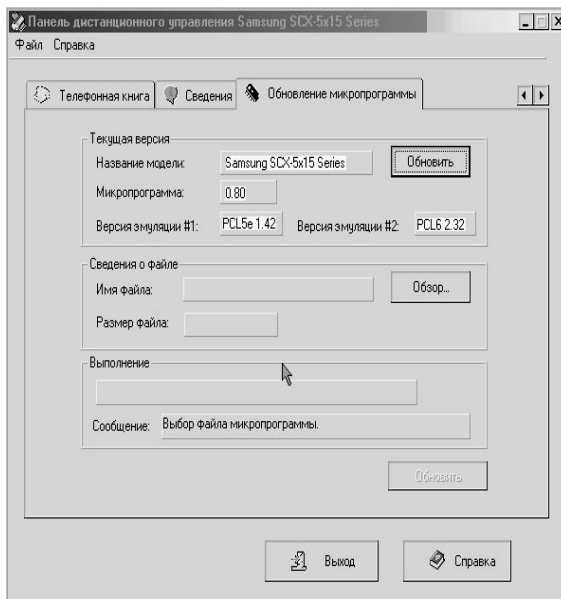 Панель дистанционного управления Samsung SCX-5x15 Series
Файл Справка
Телефонная книга Сведения Обновление микропрограммы
Текущая версия
Название модели: Samsung SCX-5x15 Series Обновить
Микропрограмма: 0.80
Версия эмуляции #1: PCL5e 1.42 Версия эмуляции #2: PCL6 2.32
Сведения о файле
Имя файла: Обзор...
Размер файла:
Выполнение
Сообщение: Выбор файла микропрограммы.
Обновить
Выход Справка